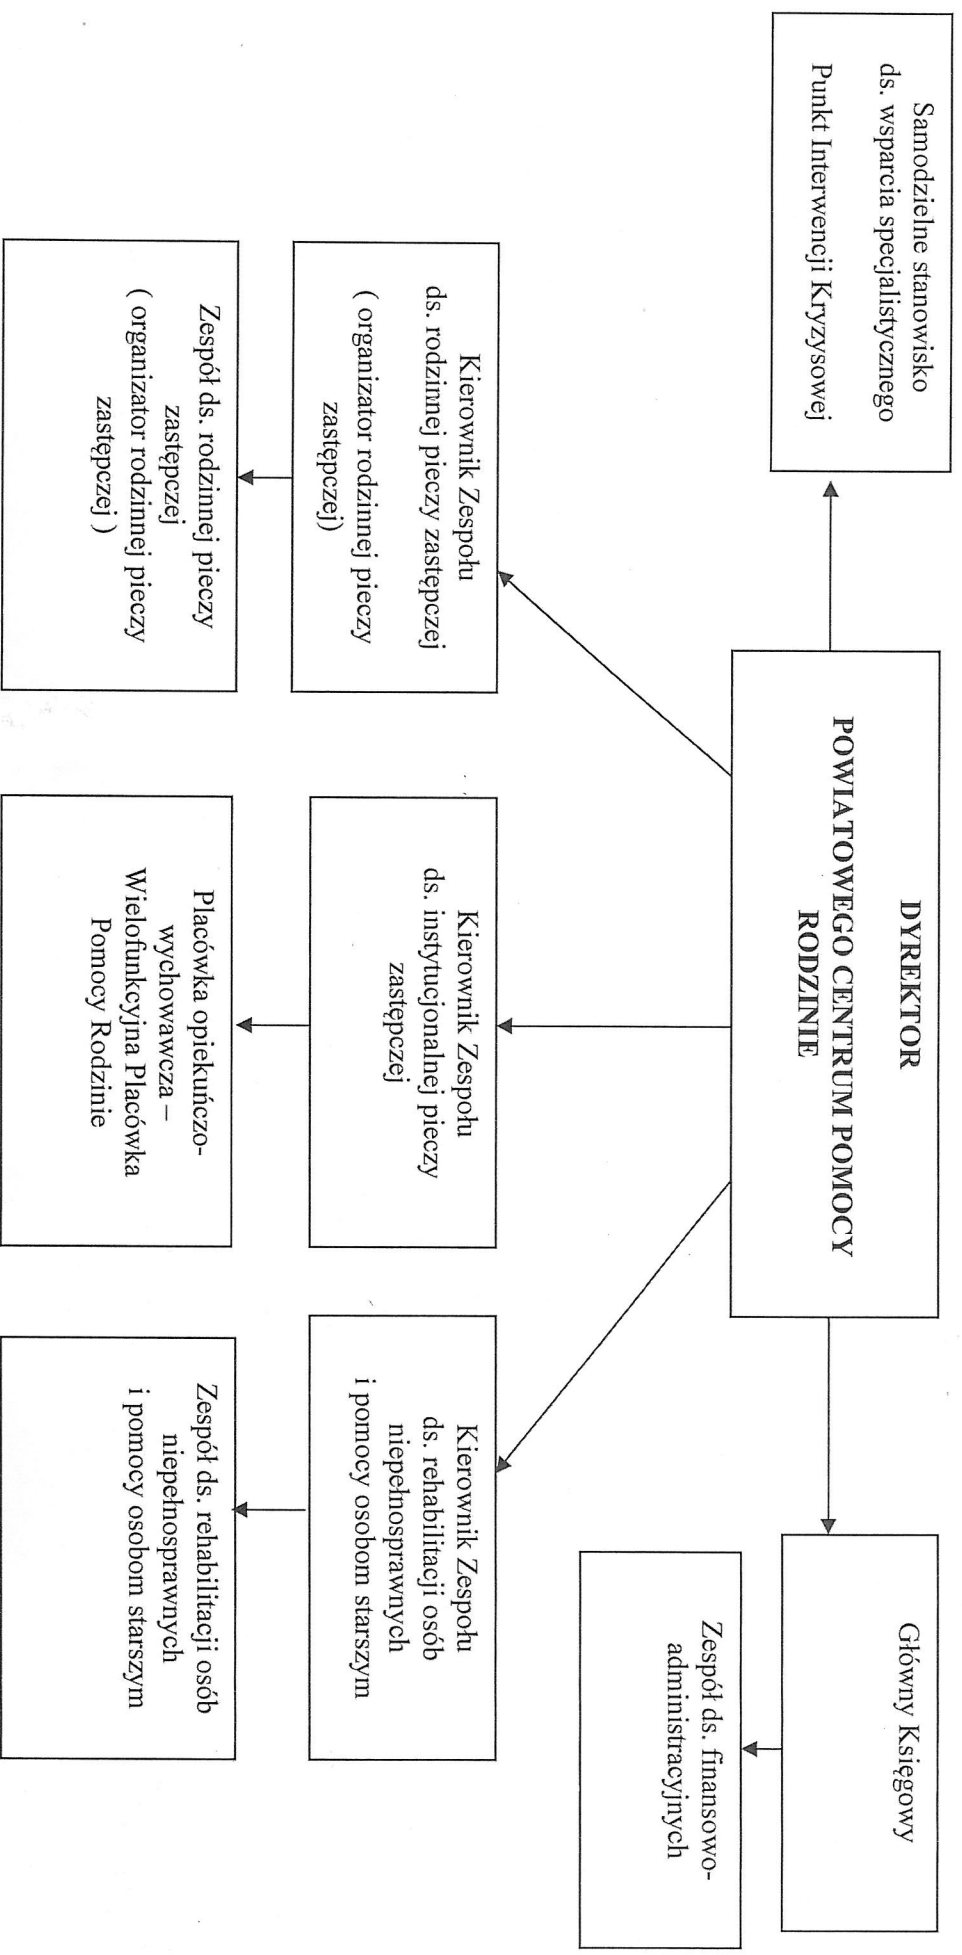 DYREKTOR
POWIATOWEGO CENTRUM POMOCY
RODZINIE
Samodzielne stanowisko
ds. wsparcia specjalistycznego
Punkt Interwencji Kryzysowej
Główny Księgowy
Zespół ds. finansowo-
administracyjnych
Kierownik Zespołu
ds. rodzinnej pieczy zastępczej
( organizator rodzinnej pieczy
zastępczej)
Kierownik Zespołu
ds. instytucjonalnej pieczy
zastępczej
Kierownik Zespołu
ds. rehabilitacji osób
niepełnosprawnych
i pomocy osobom starszym
Zespół ds. rodzinnej pieczy
zastępczej
( organizator rodzinnej pieczy
zastępczej )
Placówka opiekuńczo-
wychowawcza –
Wielofunkcyjna Placówka
Pomocy Rodzinie
Zespół ds. rehabilitacji osób
niepełnosprawnych
i pomocy osobom starszym